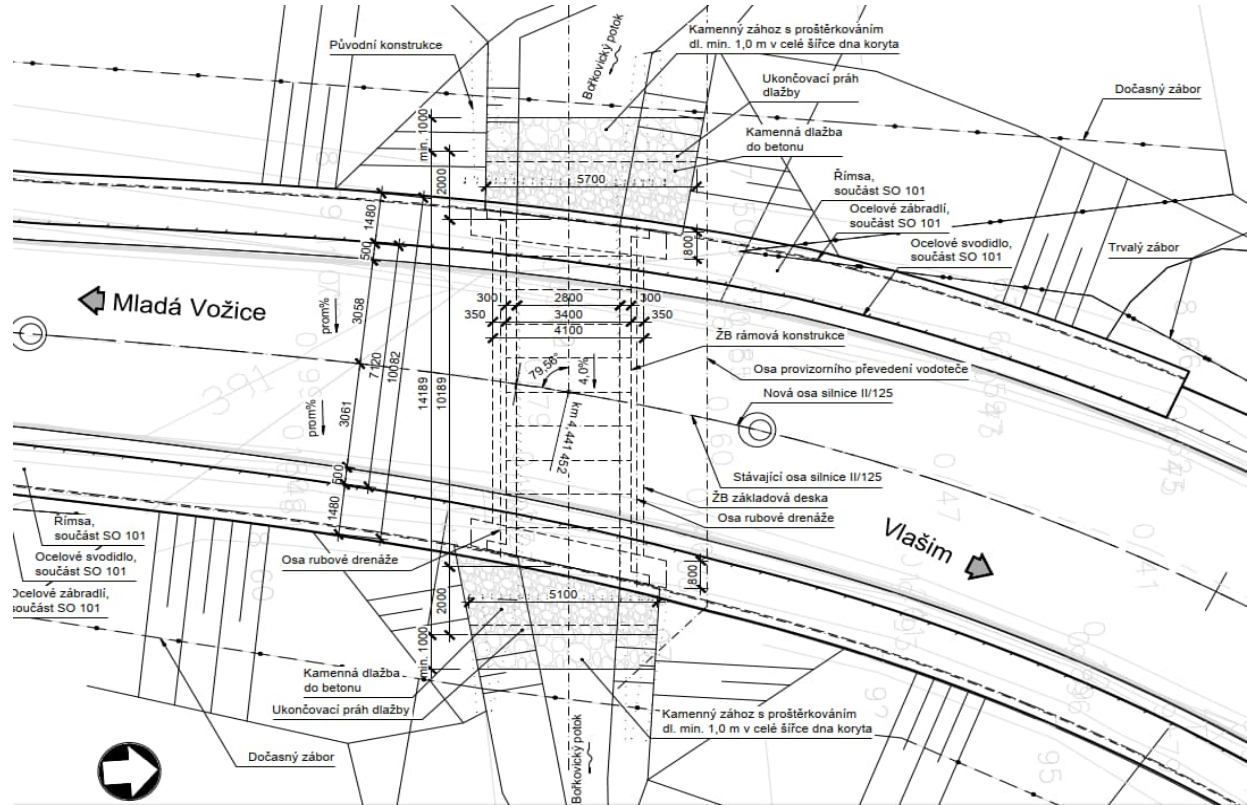 Bořkovický potok
Kamenný zához s proštěrkováním
dl. min. 1,0 m v celé šířce dna koryta
Původní konstrukce
Ukončovací práh
dlažby
Dočasný zábor
Kamenná dlažba
do betonu
min. 1000
2000
5700
Římsa,
součást SO 101
Ocelové zábradlí,
součást SO 101
Ocelové svodidlo,
součást SO 101
Trvalý zábor
1480
500
800
Mladá Vožice
prom%
3058
300
2800
300
350
3400
350
4100
ŽB rámová konstrukce
7120
10082
14189
10189
79,58°
4,0%
Osa provizorního převedení vodoteče
Nová osa silnice II/125
391
prom%
3061
km 4,441 452
Stávající osa silnice II/125
500
ŽB základová deska
Osa rubové drenáže
1480
Římsa,
součást SO 101
Ocelové svodidlo,
součást SO 101
Ocelové zábradlí,
součást SO 101
Osa rubové drenáže
Vlašim
800
2000
5100
min. 1000
Kamenná dlažba
do betonu
Ukončovací práh dlažby
Kamenný zához s proštěrkováním
dl. min. 1,0 m v celé šířce dna koryta
Dočasný zábor
Bořkovický potok